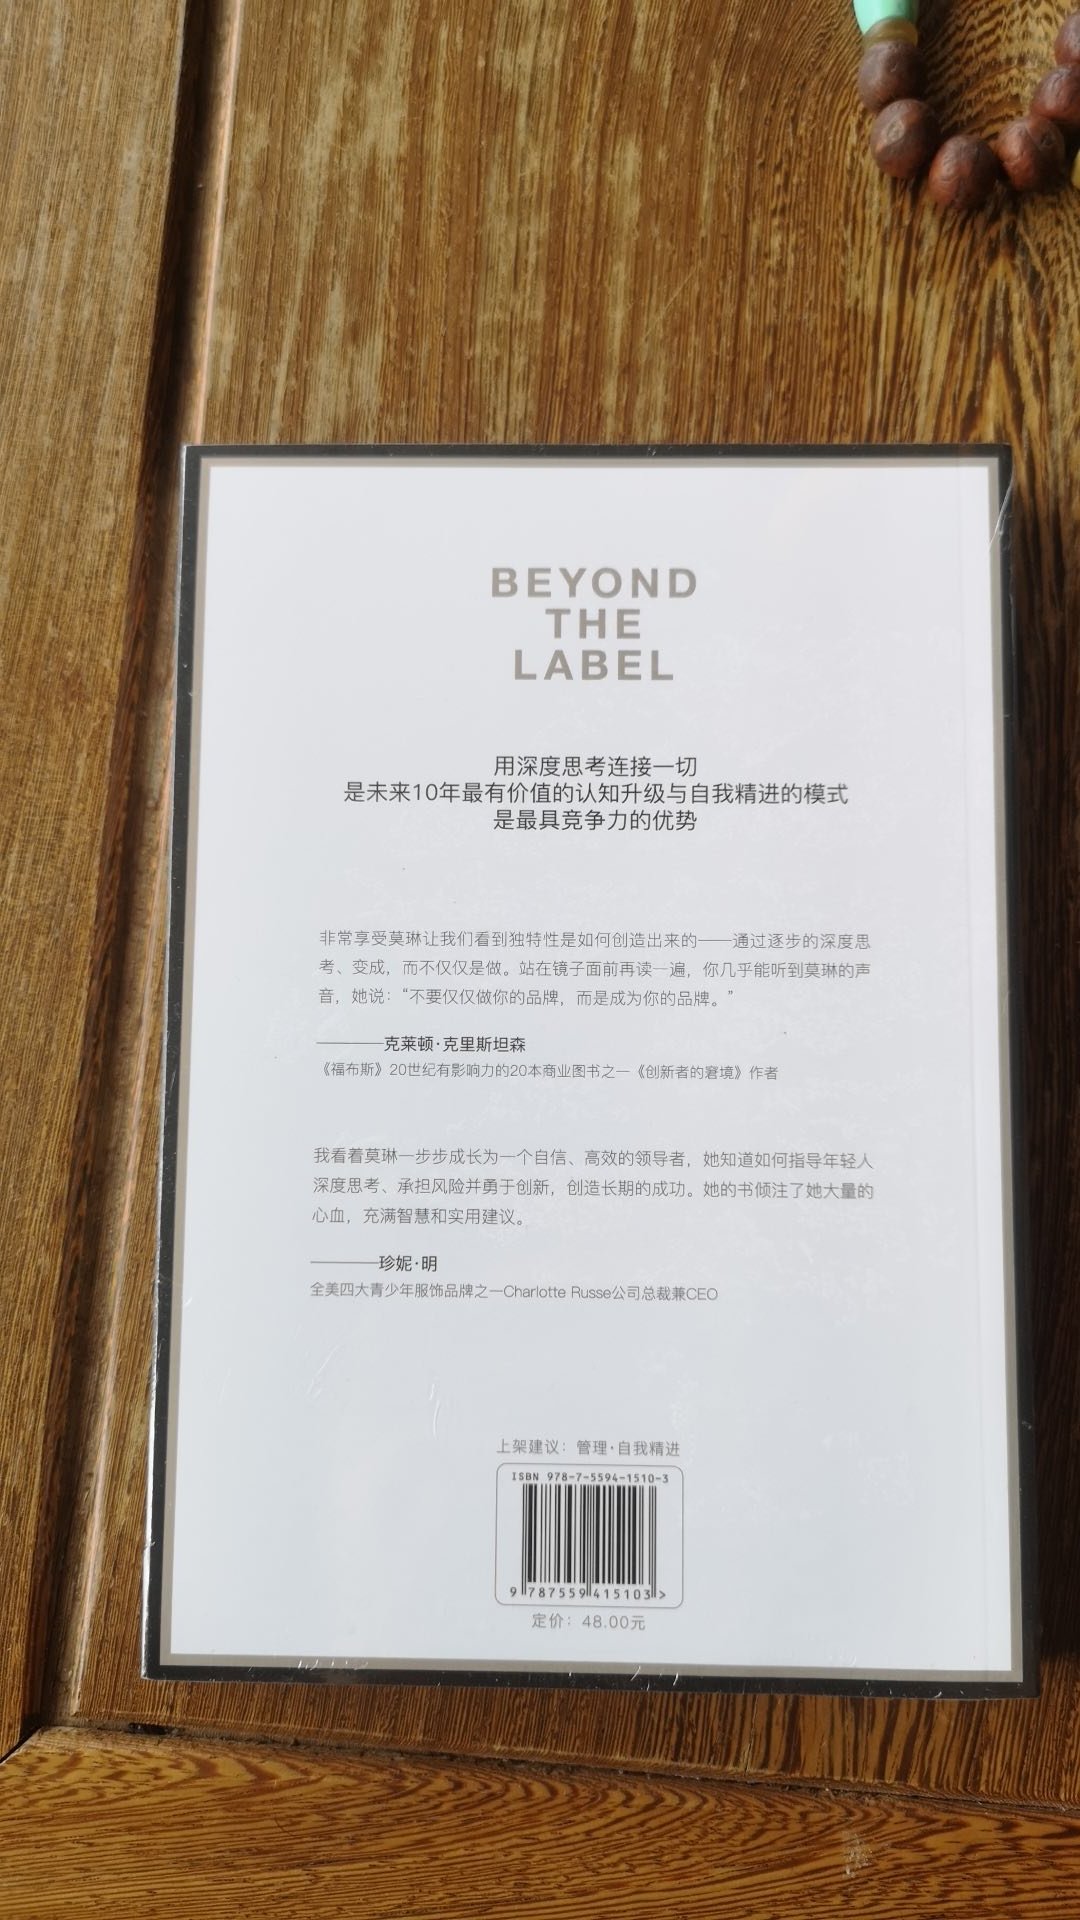 BEYOND
THE
LABEL
用深度思考连接一切
是未来10年最有价值的认知升级与自我精进的模式
是最具竞争力的优势
非常享受莫琳让我们看到独特性是如何创造出来的——通过逐步的深度思
考、变成，而不仅仅是做。站在镜子面前再读一遍，你几乎能听到莫琳的声
音，她说：“不要仅仅做你的品牌，而是成为你的品牌。”
————克莱顿·克里斯坦森
《福布斯》20世纪有影响力的20本商业图书之一《创新者的窘境》作者
我看着莫琳一步步成长为一个自信、高效的领导者，她知道如何指导年轻人
深度思考、承担风险并勇于创新，创造长期的成功。她的书倾注了她大量的
心血，充满智慧和实用建议。
————珍妮·明
全美四大青少年服饰品牌之一Charlotte Russe公司总裁兼CEO
上架建议：管理·自我精进
ISBN 978-7-5594-1510-3
9 787559 415103 >
定价：48.00元